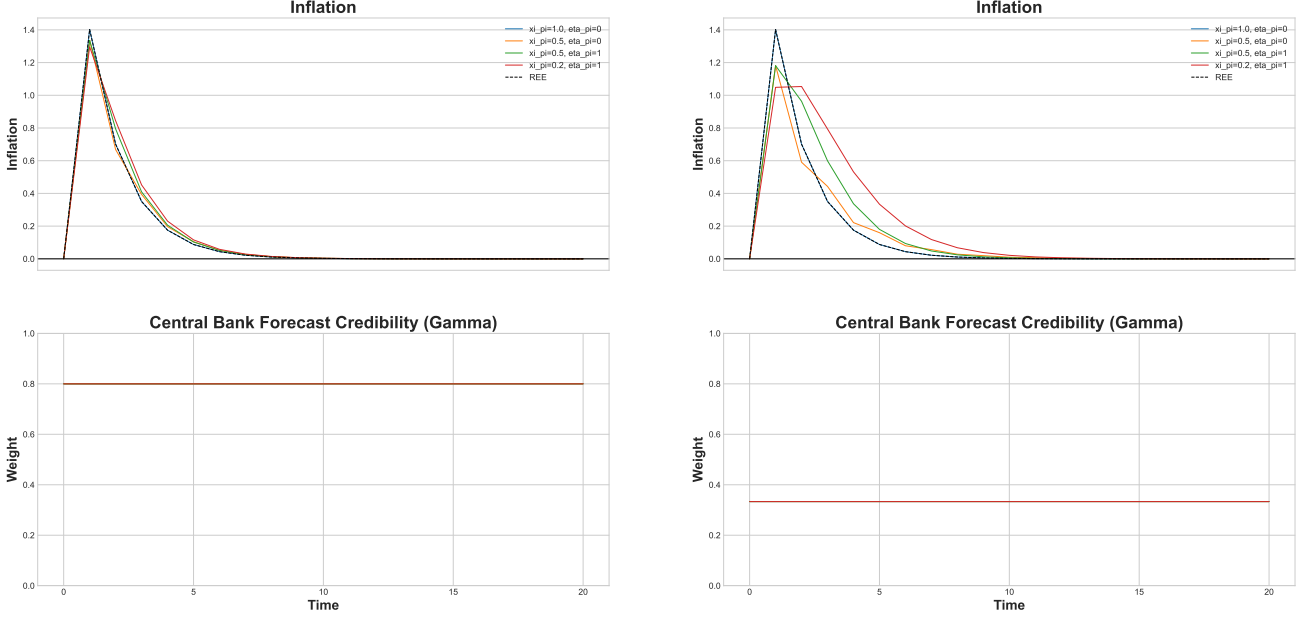 Inflation
Inflation
1.4
1.2
1.0
0.8
0.6
0.4
0.2
0.0
xi_pi=1.0, eta_pi=0
xi_pi=0.5, eta_pi=0
xi_pi=0.5, eta_pi=1
xi_pi=0.2, eta_pi=1
REE
Inflation
Inflation
1.4
1.2
1.0
0.8
0.6
0.4
0.2
0.0
xi_pi=1.0, eta_pi=0
xi_pi=0.5, eta_pi=0
xi_pi=0.5, eta_pi=1
xi_pi=0.2, eta_pi=1
REE
Central Bank Forecast Credibility (Gamma)
Weight
1.0
0.8
0.6
0.4
0.2
0.0
0 5 10 15 20
Time
Central Bank Forecast Credibility (Gamma)
Weight
1.0
0.8
0.6
0.4
0.2
0.0
0 5 10 15 20
Time